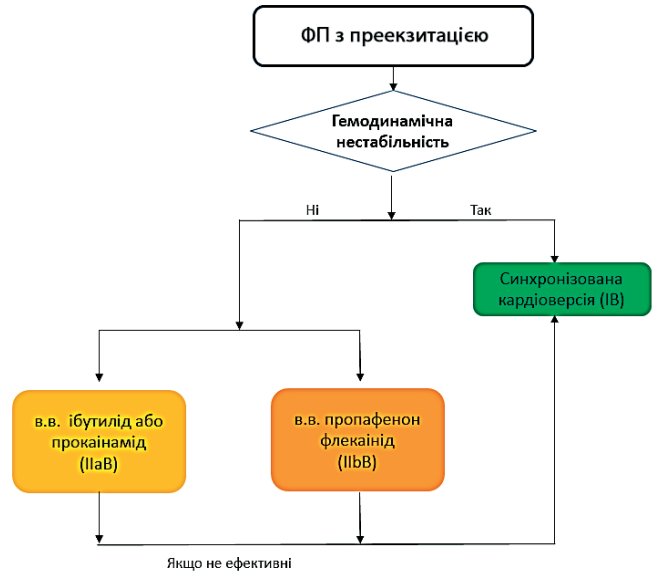 ФП з преекзитацією
Гемодинамічна
нестабільність
Ні
Так
Синхронізована
кардіоверсія (IB)
в.в. ібутилід або
прокаінамід
(IIaB)
в.в. пропафенон
флекаінід
(IIbB)
Якщо не ефективні